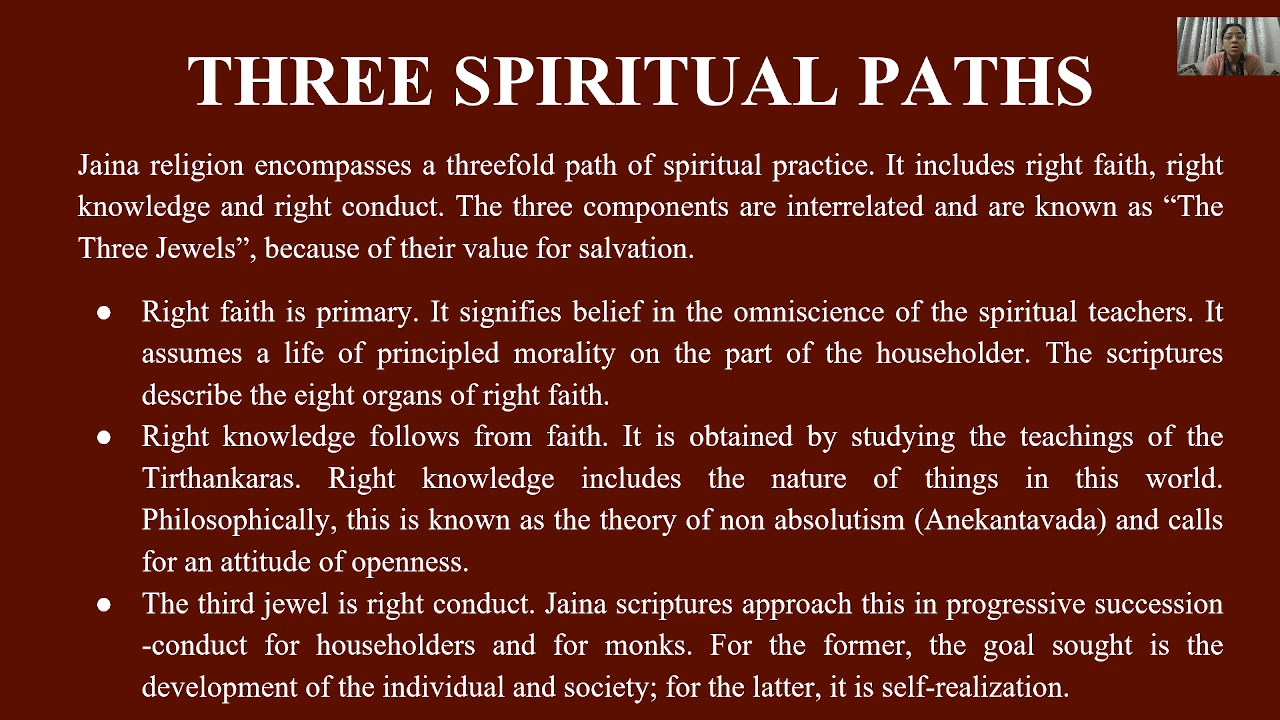 THREE SPIRITUAL PATHS
Jaina religion encompasses a threefold path of spiritual practice. It includes right faith, right
knowledge and right conduct. The three components are interrelated and are known as “The
Three Jewels”, because of their value for salvation.
● Right faith is primary. It signifies belief in the omniscience of the spiritual teachers. It
assumes a life of principled morality on the part of the householder. The scriptures
describe the eight organs of right faith.
● Right knowledge follows from faith. It is obtained by studying the teachings of the
Tirthankaras. Right knowledge includes the nature of things in this world.
Philosophically, this is known as the theory of non absolutism (Anekantavada) and calls
for an attitude of openness.
● The third jewel is right conduct. Jaina scriptures approach this in progressive succession
-conduct for householders and for monks. For the former, the goal sought is the
development of the individual and society; for the latter, it is self-realization.